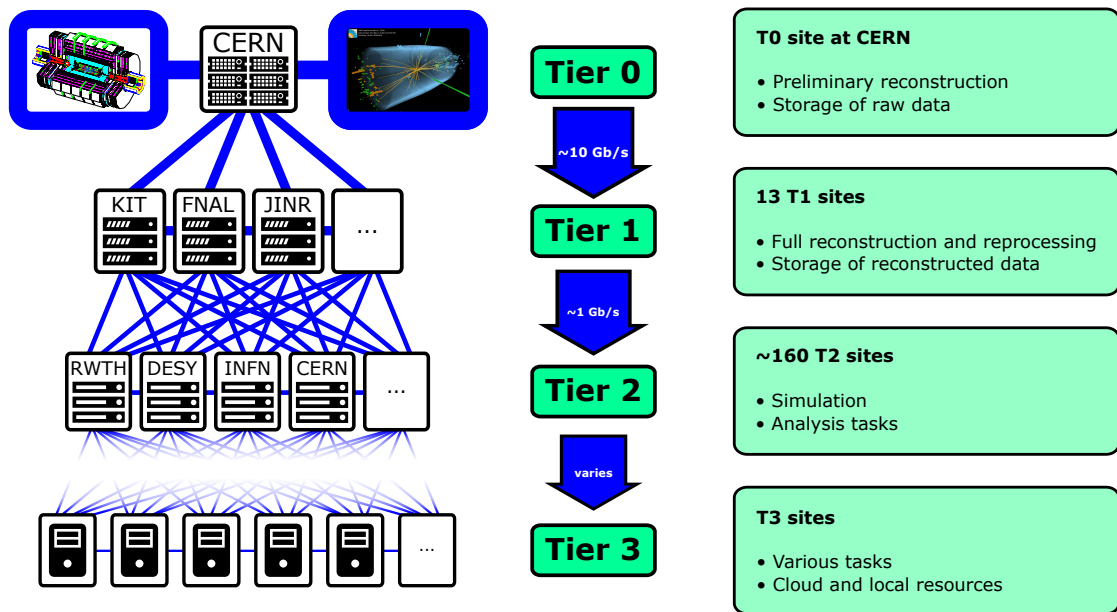 CERN
Tier 0
T0 site at CERN
• Preliminary reconstruction
• Storage of raw data
~10 Gb/s
KIT
FNAL
JINR
...
Tier 1
13 T1 sites
• Full reconstruction and reprocessing
• Storage of reconstructed data
~1 Gb/s
RWTH
DESY
INFN
CERN
...
Tier 2
~160 T2 sites
• Simulation
• Analysis tasks
varies
...
Tier 3
T3 sites
• Various tasks
• Cloud and local resources